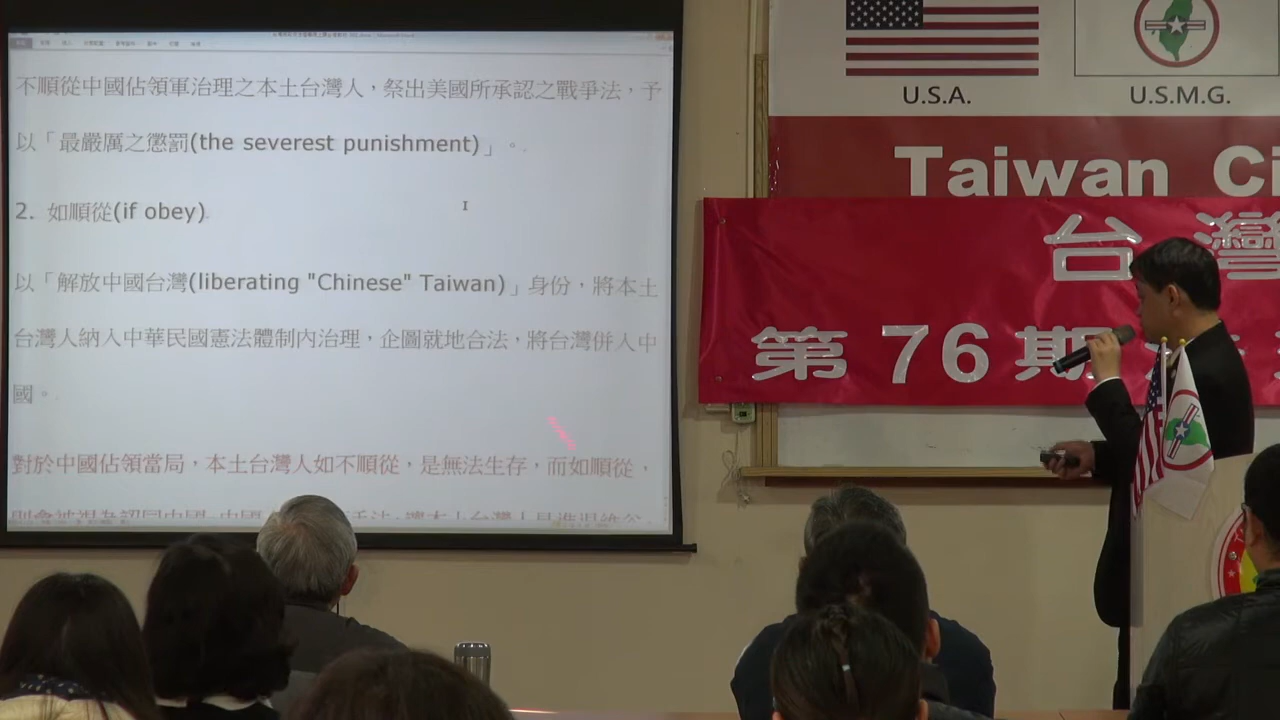 不順從中國佔領軍治理之本土台灣人，祭出美國所承認之戰爭法，予
以「最嚴厲之懲罰(the severest punishment)」。
2. 如順從(if obey)
以「解放中國台灣(liberating "Chinese" Taiwan)」身份，將本土
台灣人納入中華民國憲法體制內治理，企圖就地合法，將台灣併入中
國。
對於中國佔領當局，本土台灣人如不順從，是無法生存，而如順從，
U.S.A.
U.S.M.G.
Taiwan Ci
台灣
第76期